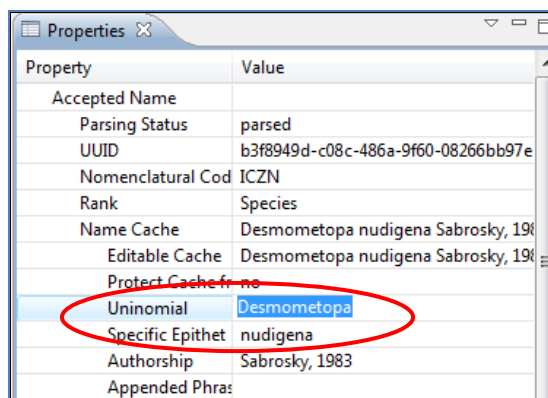 Properties
Property Value
Accepted Name
Parsing Status parsed
UUID b3f8949d-c08c-486a-9f60-08266bb97e
Nomenclatural Cod ICZN
Rank Species
Name Cache Desmometopa nudigena Sabrosky, 198
Editable Cache Desmometopa nudigena Sabrosky, 198
Protect Cache fr no
Uninomial Desmometopa
Specific Epithet nudigena
Authorship Sabrosky, 1983
Appended Phras